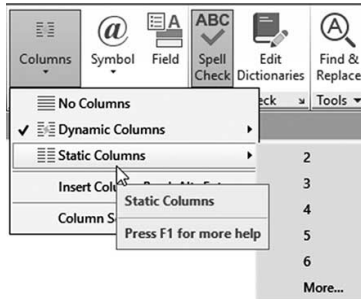 ABC
Columns Symbol Field Spell Check Edit Dictionaries Find & Replace
Tools
No Columns
Dynamic Columns
Static Columns
Insert
Column
Static Columns
Press F1 for more help
2
3
4
5
6
More...